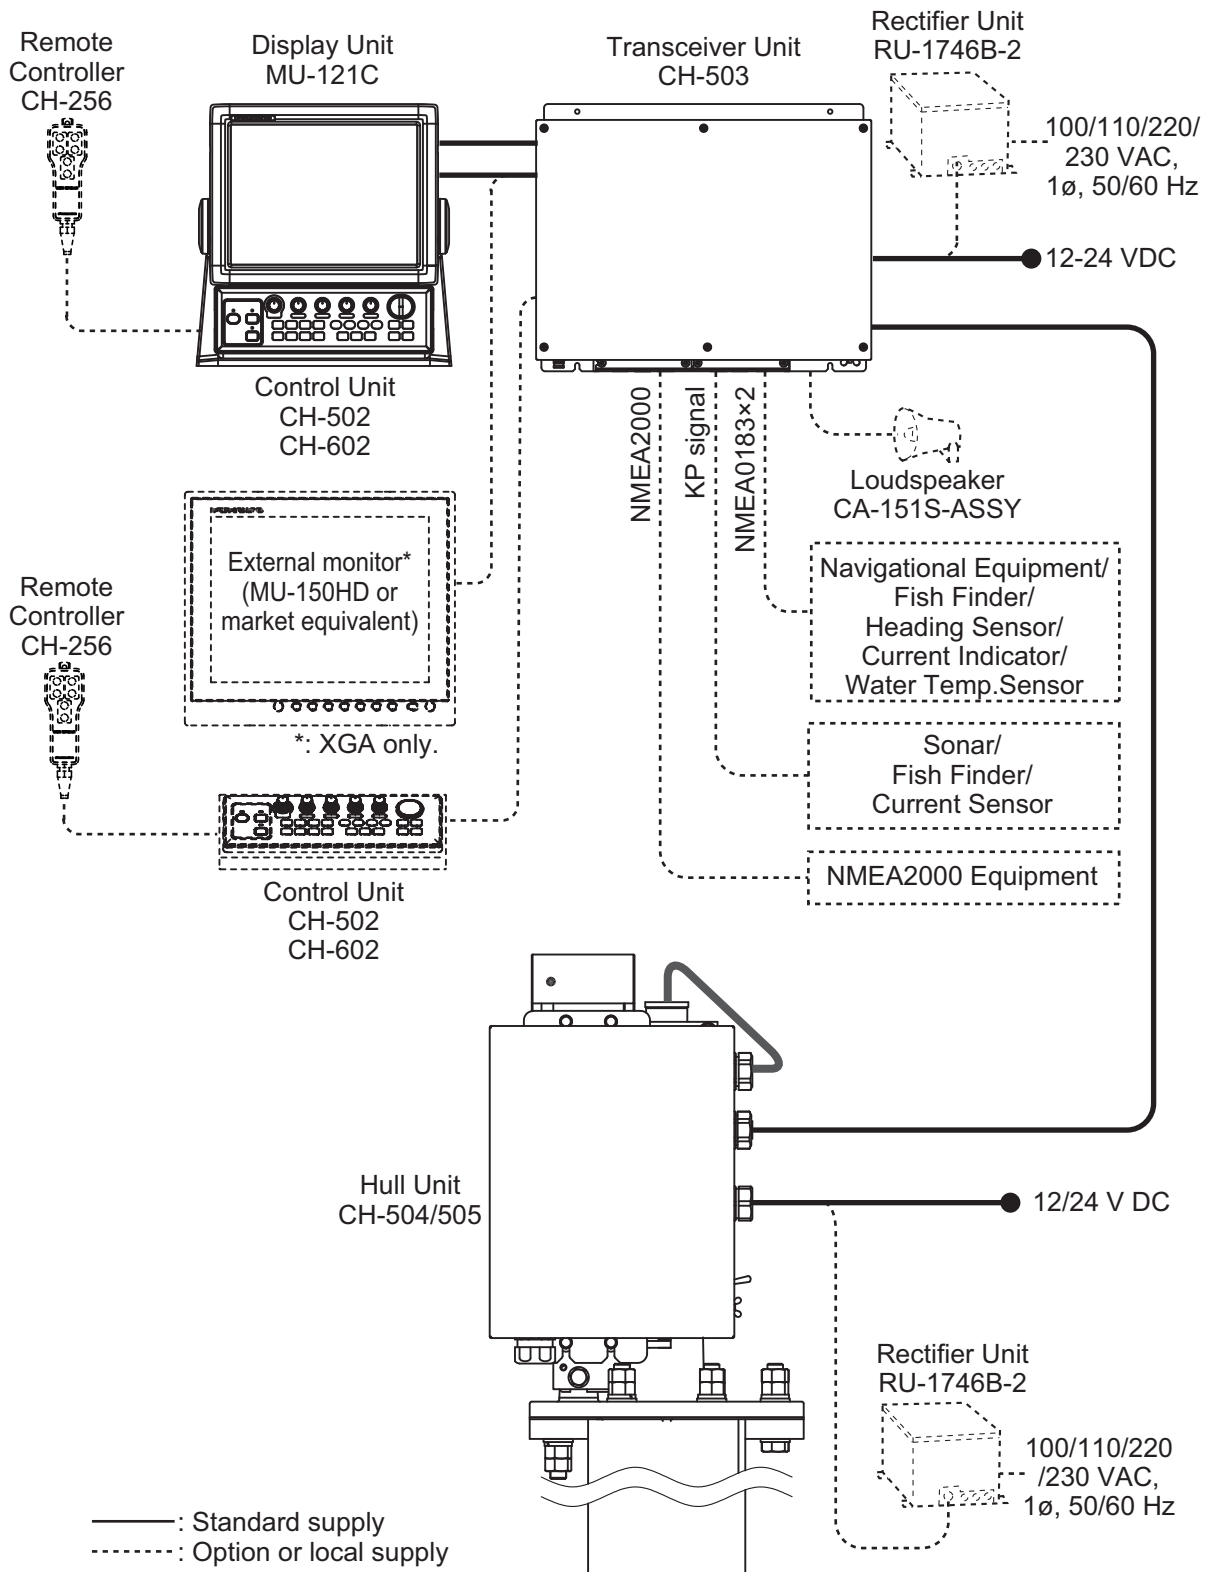 Remote
Controller
CH-256
Display Unit
MU-121C
Transceiver Unit
CH-503
Rectifier Unit
RU-1746B-2
100/110/220/
230 VAC,
1ø, 50/60 Hz
12-24 VDC
Control Unit
CH-502
CH-602
NMEA2000
KP signal
NMEA0183×2
Loudspeaker
CA-151S-ASSY
External monitor*
(MU-150HD or
market equivalent)
*: XGA only.
Navigational Equipment/
Fish Finder/
Heading Sensor/
Current Indicator/
Water Temp.Sensor
Remote
Controller
CH-256
Sonar/
Fish Finder/
Current Sensor
NMEA2000 Equipment
Control Unit
CH-502
CH-602
Hull Unit
CH-504/505
12/24 V DC
Rectifier Unit
RU-1746B-2
100/110/220
/230 VAC,
1ø, 50/60 Hz
: Standard supply
: Option or local supply